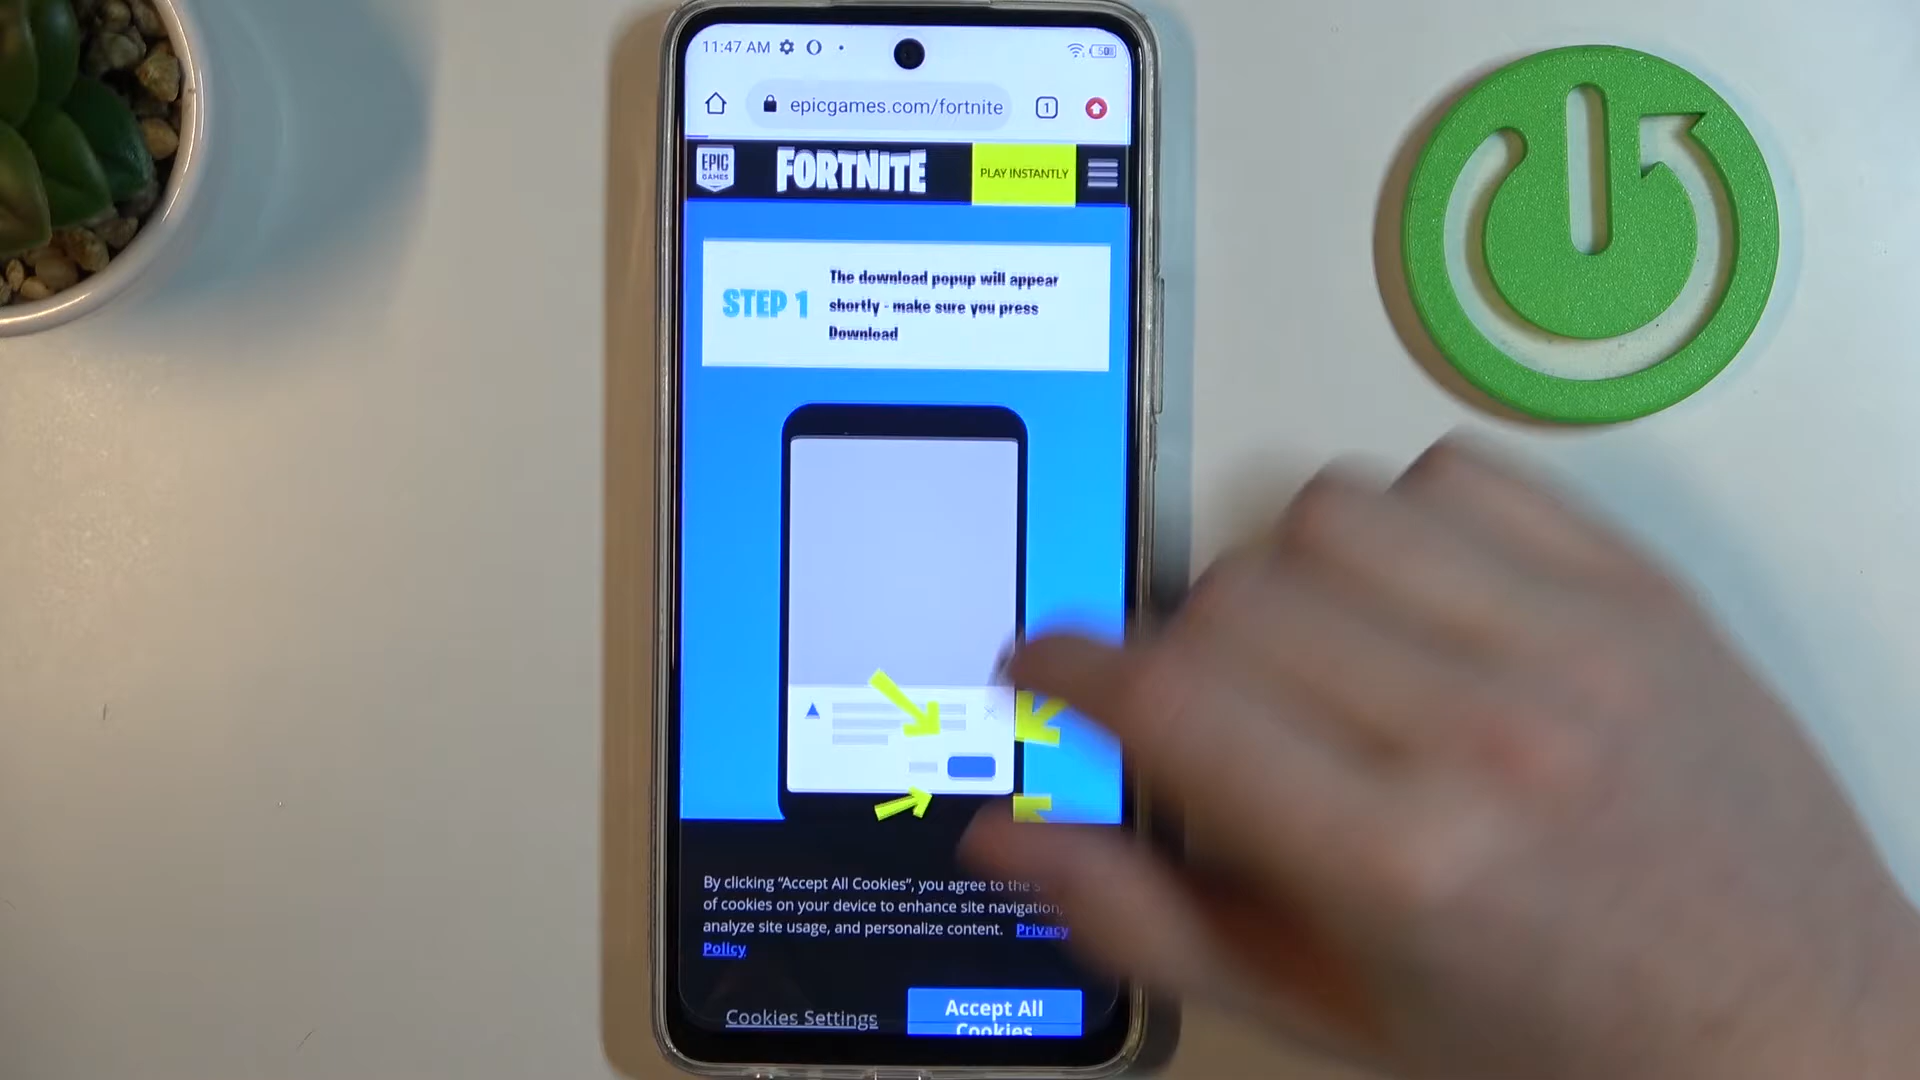 11:47 AM
50
epicgames.com/fortnite
1
EPIC
GAMES
FORTNITE
PLAY INSTANTLY
STEP 1
The download popup will appear
shortly - make sure you press
Download
By clicking “Accept All Cookies”, you agree to the
of cookies on your device to enhance site navigation,
analyze site usage, and personalize content. Privacy
Policy
Cookies Settings
Accept All
Cookies